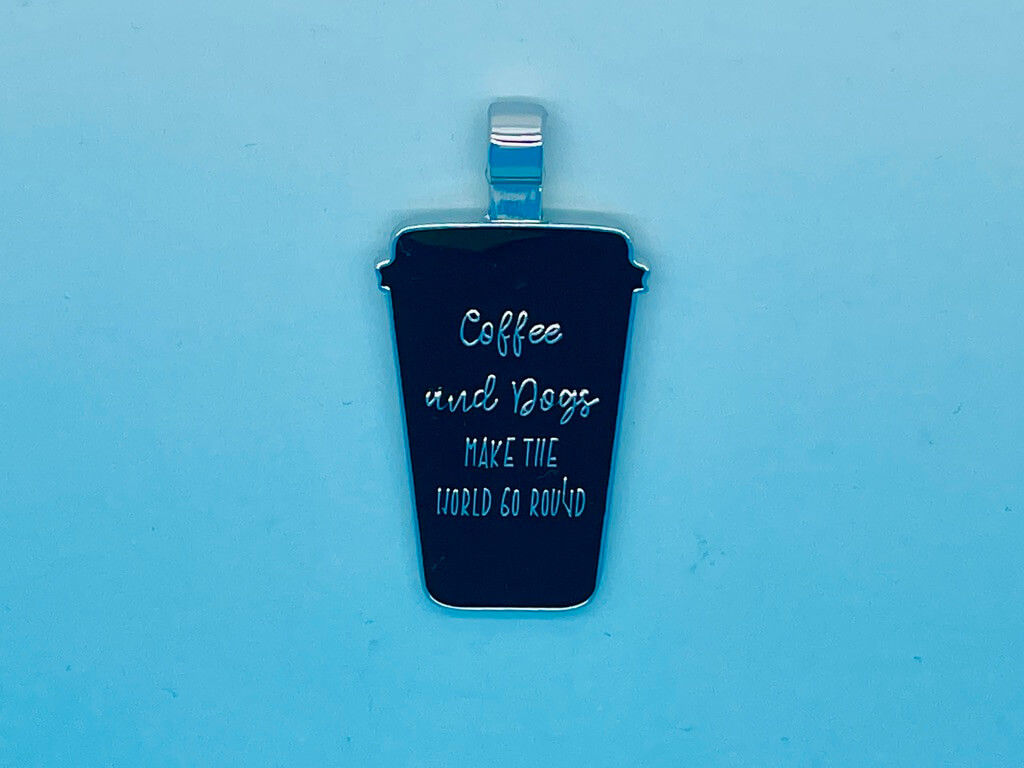 Coffee
and Dogs
MAKE THE
WORLD GO ROUND